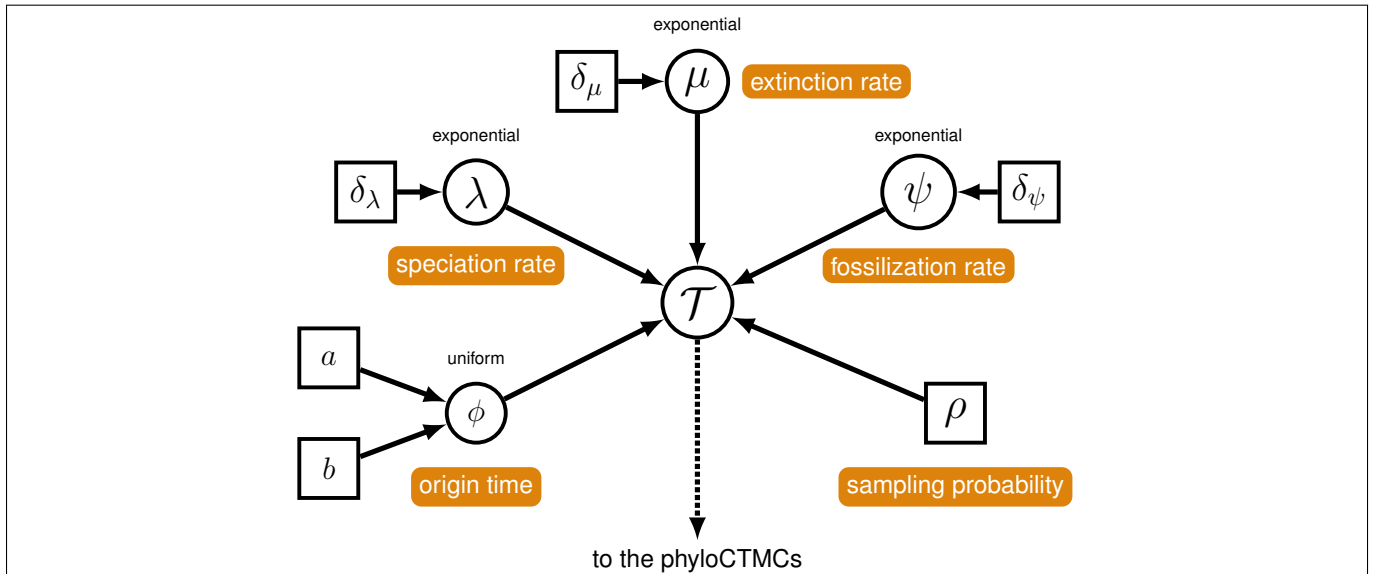 exponential
δ_μ
μ
extinction rate
exponential
δ_λ
λ
speciation rate
exponential
ψ
δ_ψ
fossilization rate
𝒯
a
b
uniform
ϕ
origin time
ρ
sampling probability
to the phyloCTMCs